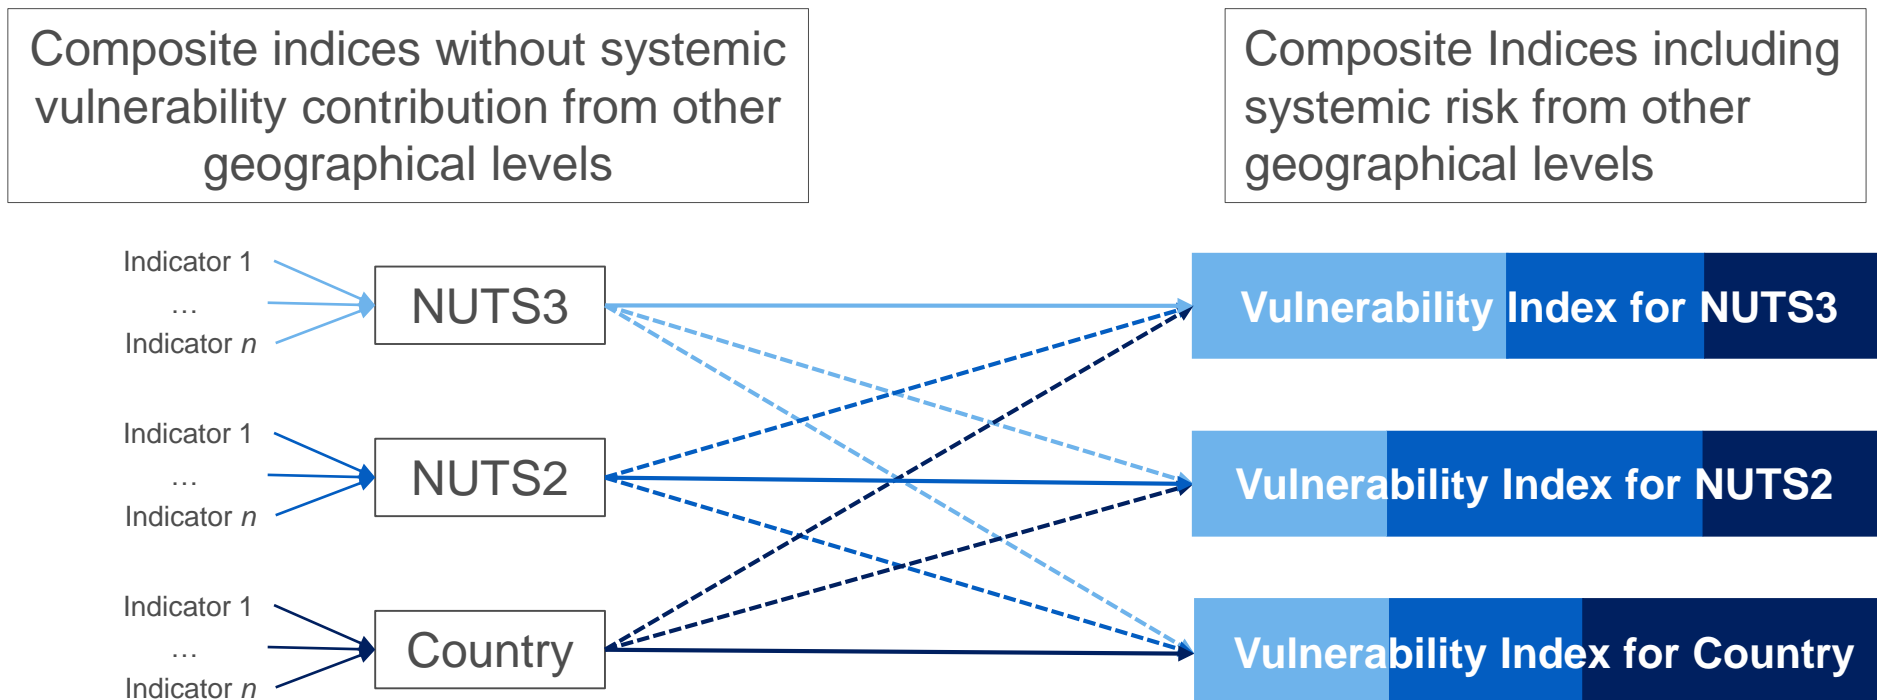 Composite indices without systemic
vulnerability contribution from other
geographical levels
Composite Indices including
systemic risk from other
geographical levels
Indicator 1
…
Indicator n
NUTS3
Vulnerability Index for NUTS3
Indicator 1
…
Indicator n
NUTS2
Vulnerability Index for NUTS2
Indicator 1
…
Indicator n
Country
Vulnerability Index for Country